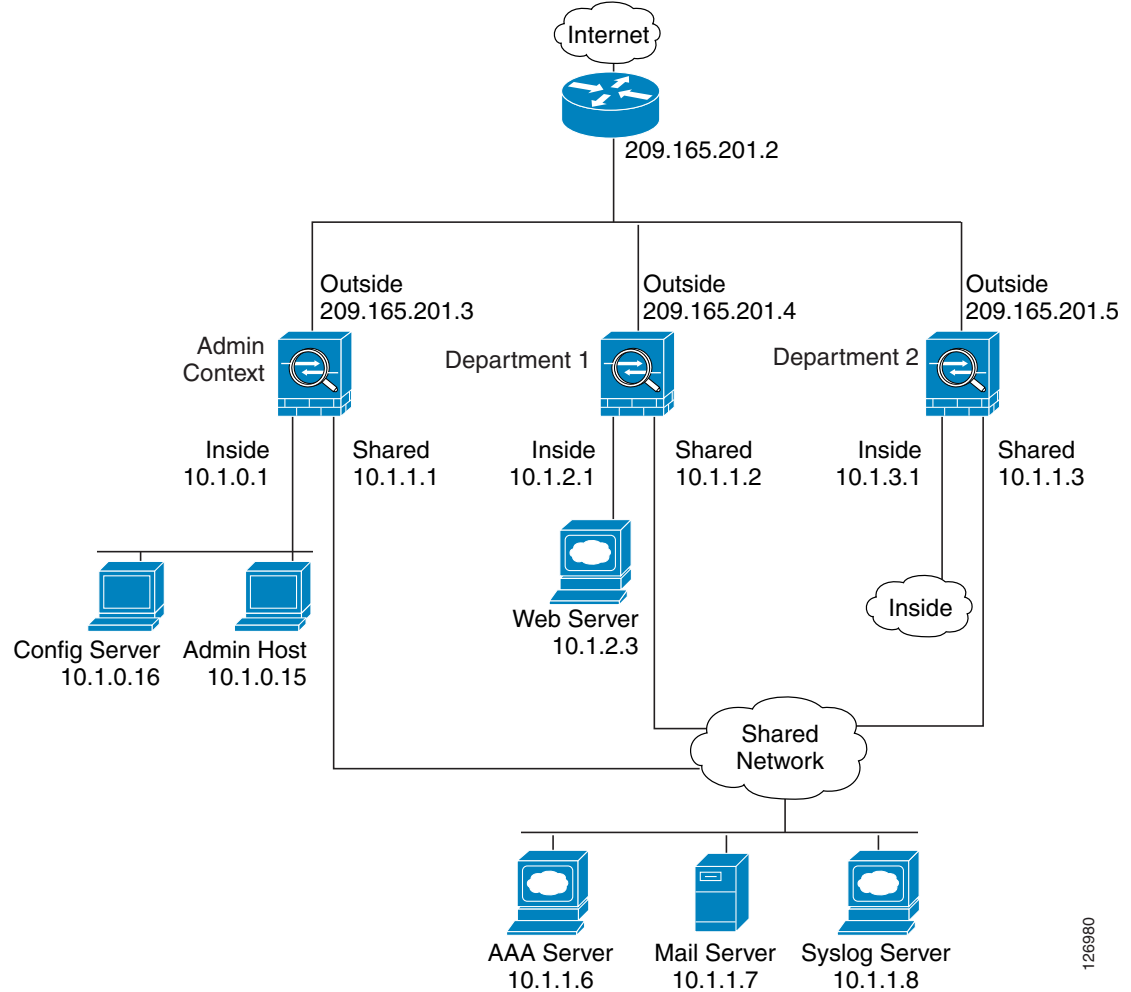 Internet
209.165.201.2
Outside
209.165.201.3
Outside
209.165.201.4
Outside
209.165.201.5
Admin
Context
Department 1
Department 2
Inside
10.1.0.1
Shared
10.1.1.1
Inside
10.1.2.1
Shared
10.1.1.2
Inside
10.1.3.1
Shared
10.1.1.3
Config Server
10.1.0.16
Admin Host
10.1.0.15
Web Server
10.1.2.3
Inside
Shared
Network
AAA Server
10.1.1.6
Mail Server
10.1.1.7
Syslog Server
10.1.1.8
126980